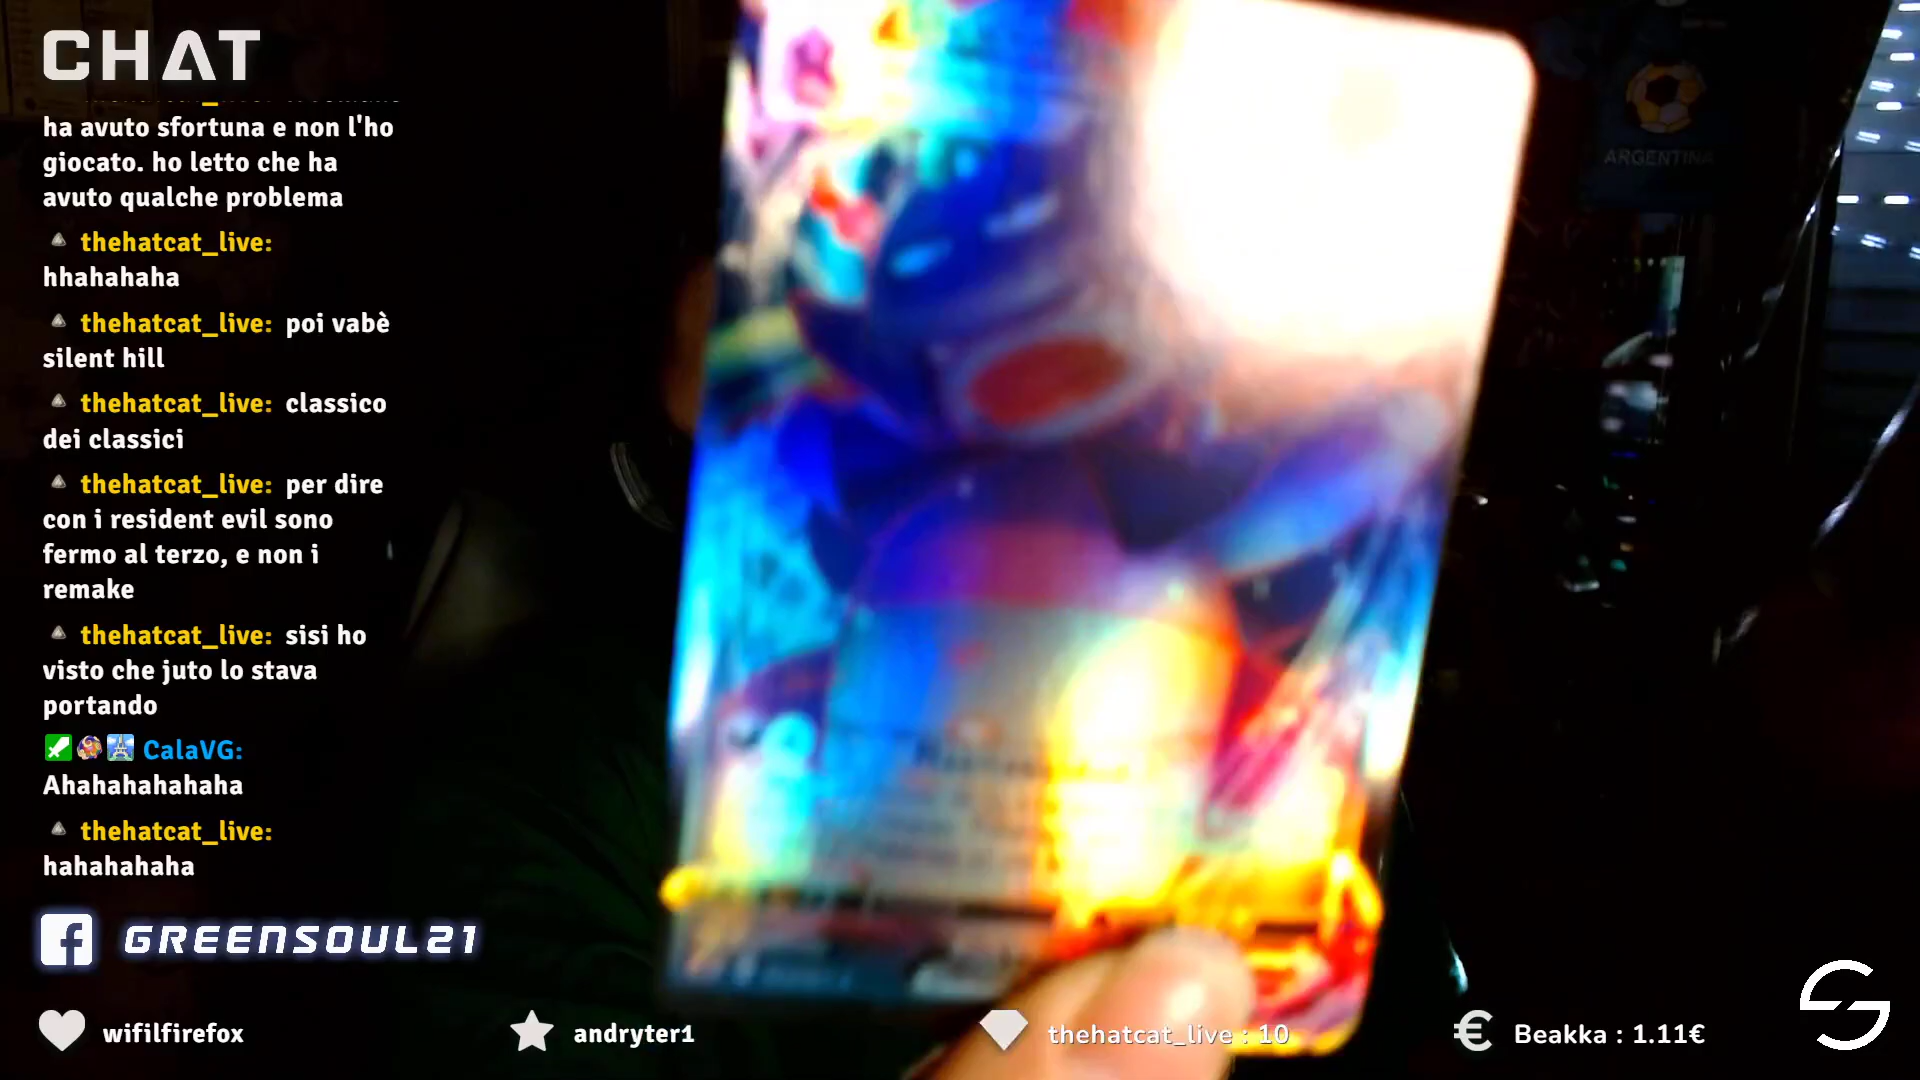 CHAT
ha avuto sfortuna e non l'ho
giocato. ho letto che ha
avuto qualche problema
thehatcat_live:
hhahahaha
thehatcat_live: poi vabè
silent hill
thehatcat_live: classico
dei classici
thehatcat_live: per dire
con i resident evil sono
fermo al terzo, e non i
remake
thehatcat_live: sisi ho
visto che juto lo stava
portando
CalaVG:
Ahahahahahaha
thehatcat_live:
hahahahaha
GREENSOUL21
wifilfirefox
andryter1
thehatcat_live : 10
Beakka : 1.11€
ARGENTINA